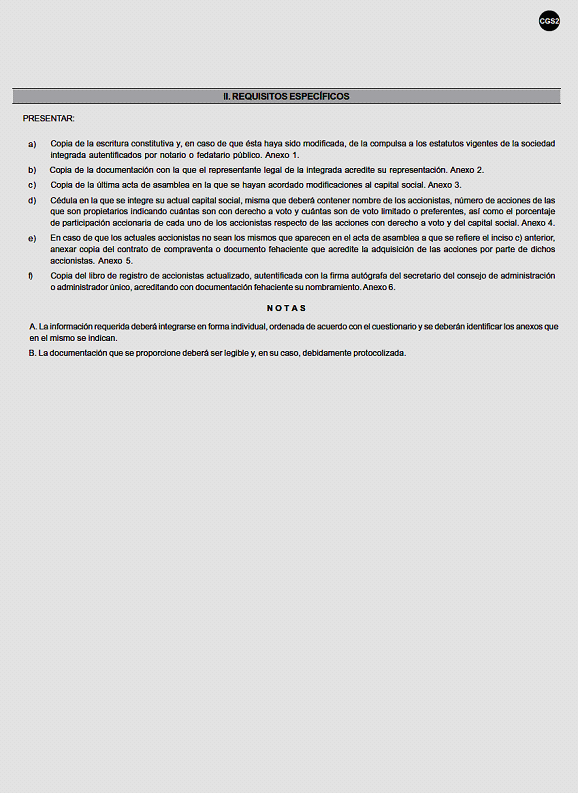 CGS2
II. REQUISITOS ESPECÍFICOS
PRESENTAR:
a) Copia de la escritura constitutiva y, en caso de que ésta haya sido modificada, de la compulsa a los estatutos vigentes de la sociedad
integrada autentificados por notario o fedatario público. Anexo 1.
b) Copia de la documentación con la que el representante legal de la integrada acredite su representación. Anexo 2.
c) Copia de la última acta de asamblea en la que se hayan acordado modificaciones al capital social. Anexo 3.
d) Cédula en la que se integre su actual capital social, misma que deberá contener nombre de los accionistas, número de acciones de las
que son propietarios indicando cuántas son con derecho a voto y cuántas son de voto limitado o preferentes, así como el porcentaje
de participación accionaria de cada uno de los accionistas respecto de las acciones con derecho a voto y del capital social. Anexo 4.
e) En caso de que los actuales accionistas no sean los mismos que aparecen en el acta de asamblea a que se refiere el inciso c) anterior,
anexar copia del contrato de compraventa o documento fehaciente que acredite la adquisición de las acciones por parte de dichos
accionistas. Anexo 5.
f) Copia del libro de registro de accionistas actualizado, autentificada con la firma autógrafa del secretario del consejo de administración
o administrador único, acreditando con documentación fehaciente su nombramiento. Anexo 6.
N O T A S
A. La información requerida deberá integrarse en forma individual, ordenada de acuerdo con el cuestionario y se deberán identificar los anexos que
en el mismo se indican.
B. La documentación que se proporcione deberá ser legible y, en su caso, debidamente protocolizada.